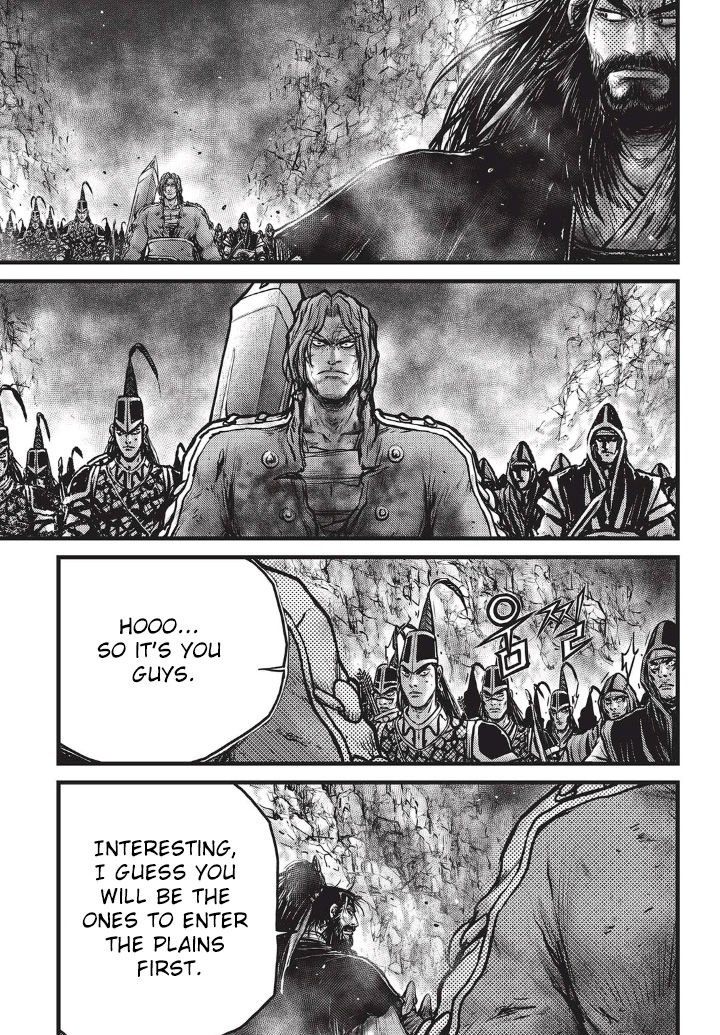 움찔
HOOO...
SO IT'S YOU
GUYS.
INTERESTING,
I GUESS YOU
WILL BE THE
ONES TO ENTER
THE PLAINS
FIRST.